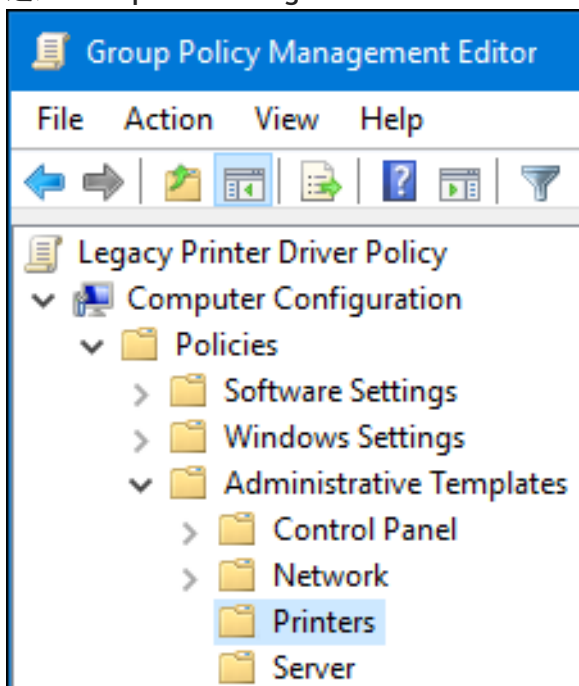 Group Policy Management Editor
File Action View Help
Legacy Printer Driver Policy
Computer Configuration
Policies
Software Settings
Windows Settings
Administrative Templates
Control Panel
Network
Printers
Server